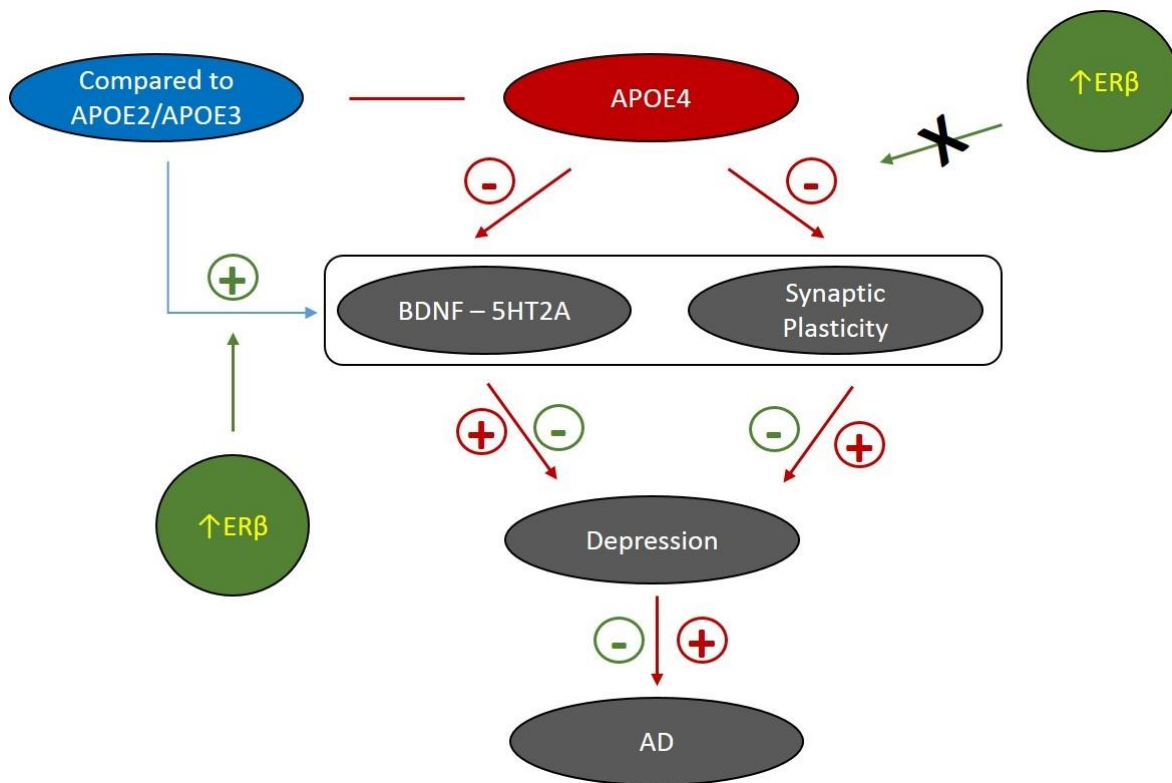 Compared to
APOE2/APOE3
APOE4
↑ERβ
X
-
-
+
BDNF – 5HT2A
Synaptic
Plasticity
+
-
-
+
↑ERβ
Depression
-
+
AD